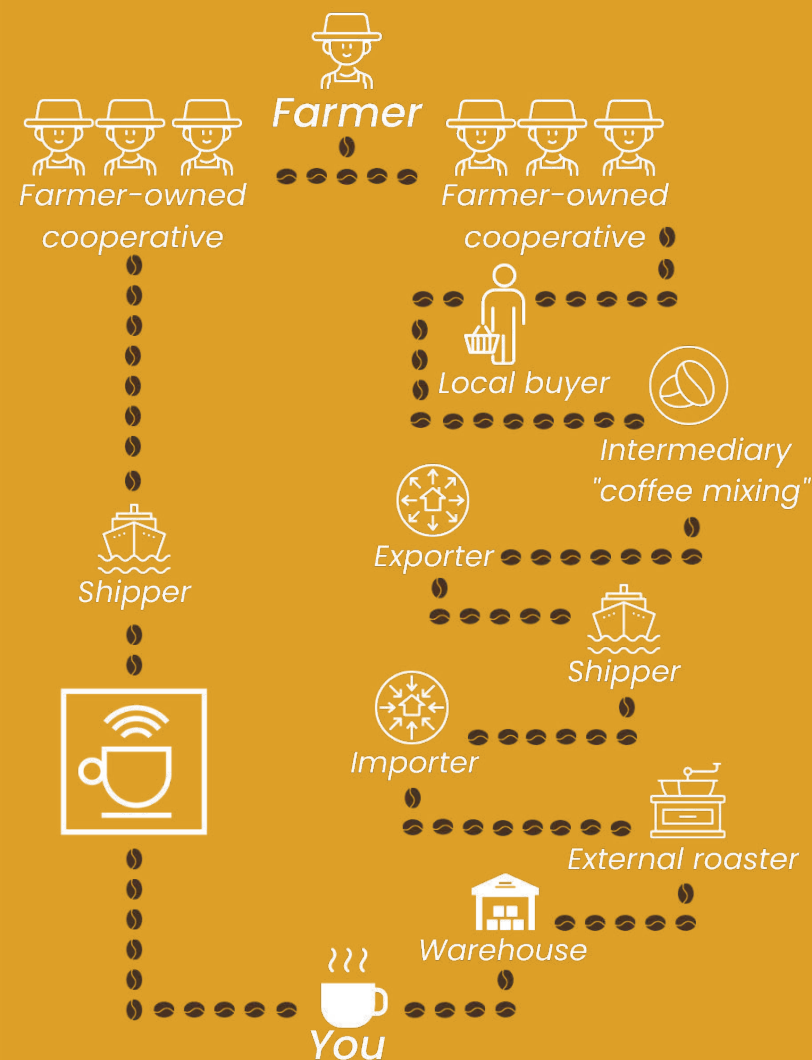 Farmer
Farmer-owned
cooperative
Farmer-owned
cooperative
Local buyer
Intermediary
"coffee mixing"
Exporter
Shipper
Shipper
Importer
External roaster
Warehouse
You